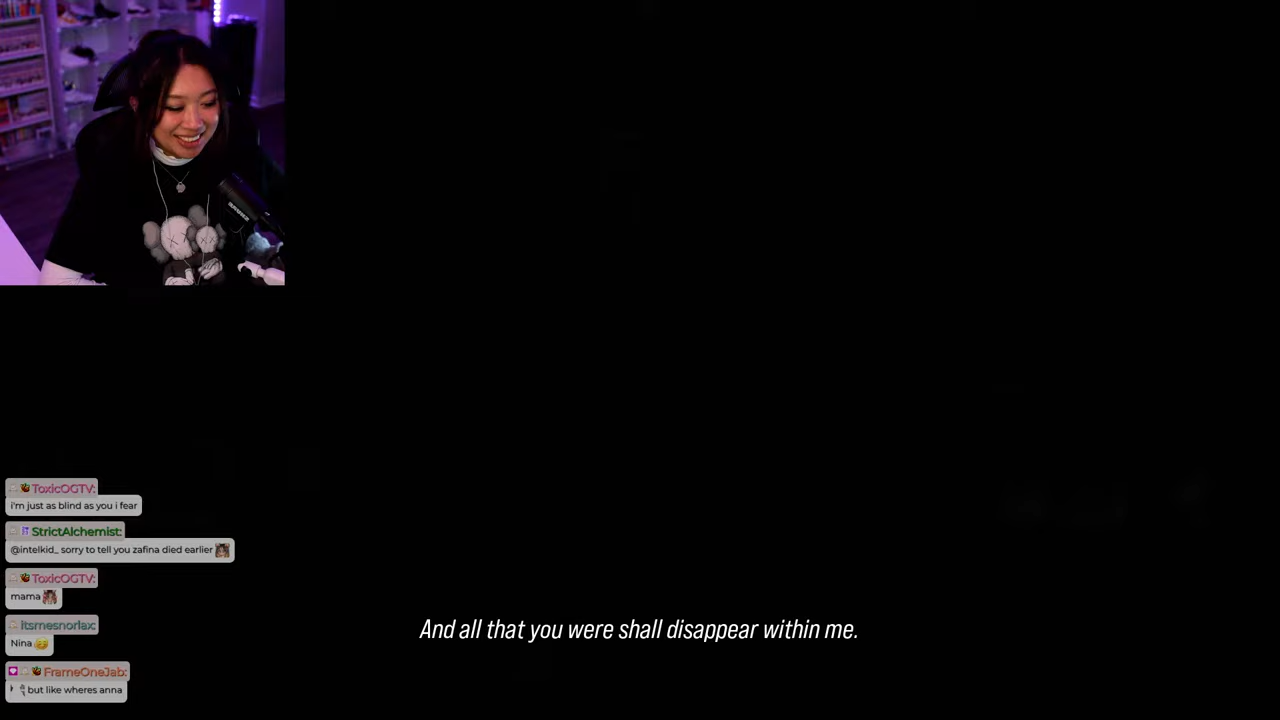 ToxicOGTV:
i'm just as blind as you i fear
StrictAlchemist:
@intelkid_ sorry to tell you zafina died earlier
ToxicOGTV:
mama
itsmesnorlax:
Nina
FrameOneJab:
but like wheres anna
And all that you were shall disappear within me.